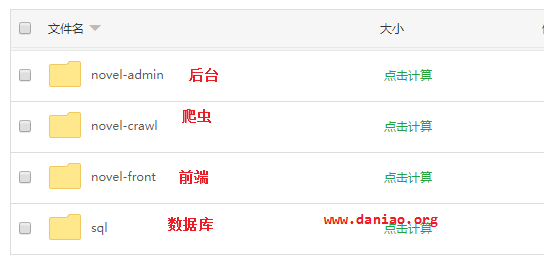 文件名 大小
novel-admin 后台 点击计算
novel-crawl 爬虫 点击计算
novel-front 前端 点击计算
sql 数据库 点击计算
www.daniao.org